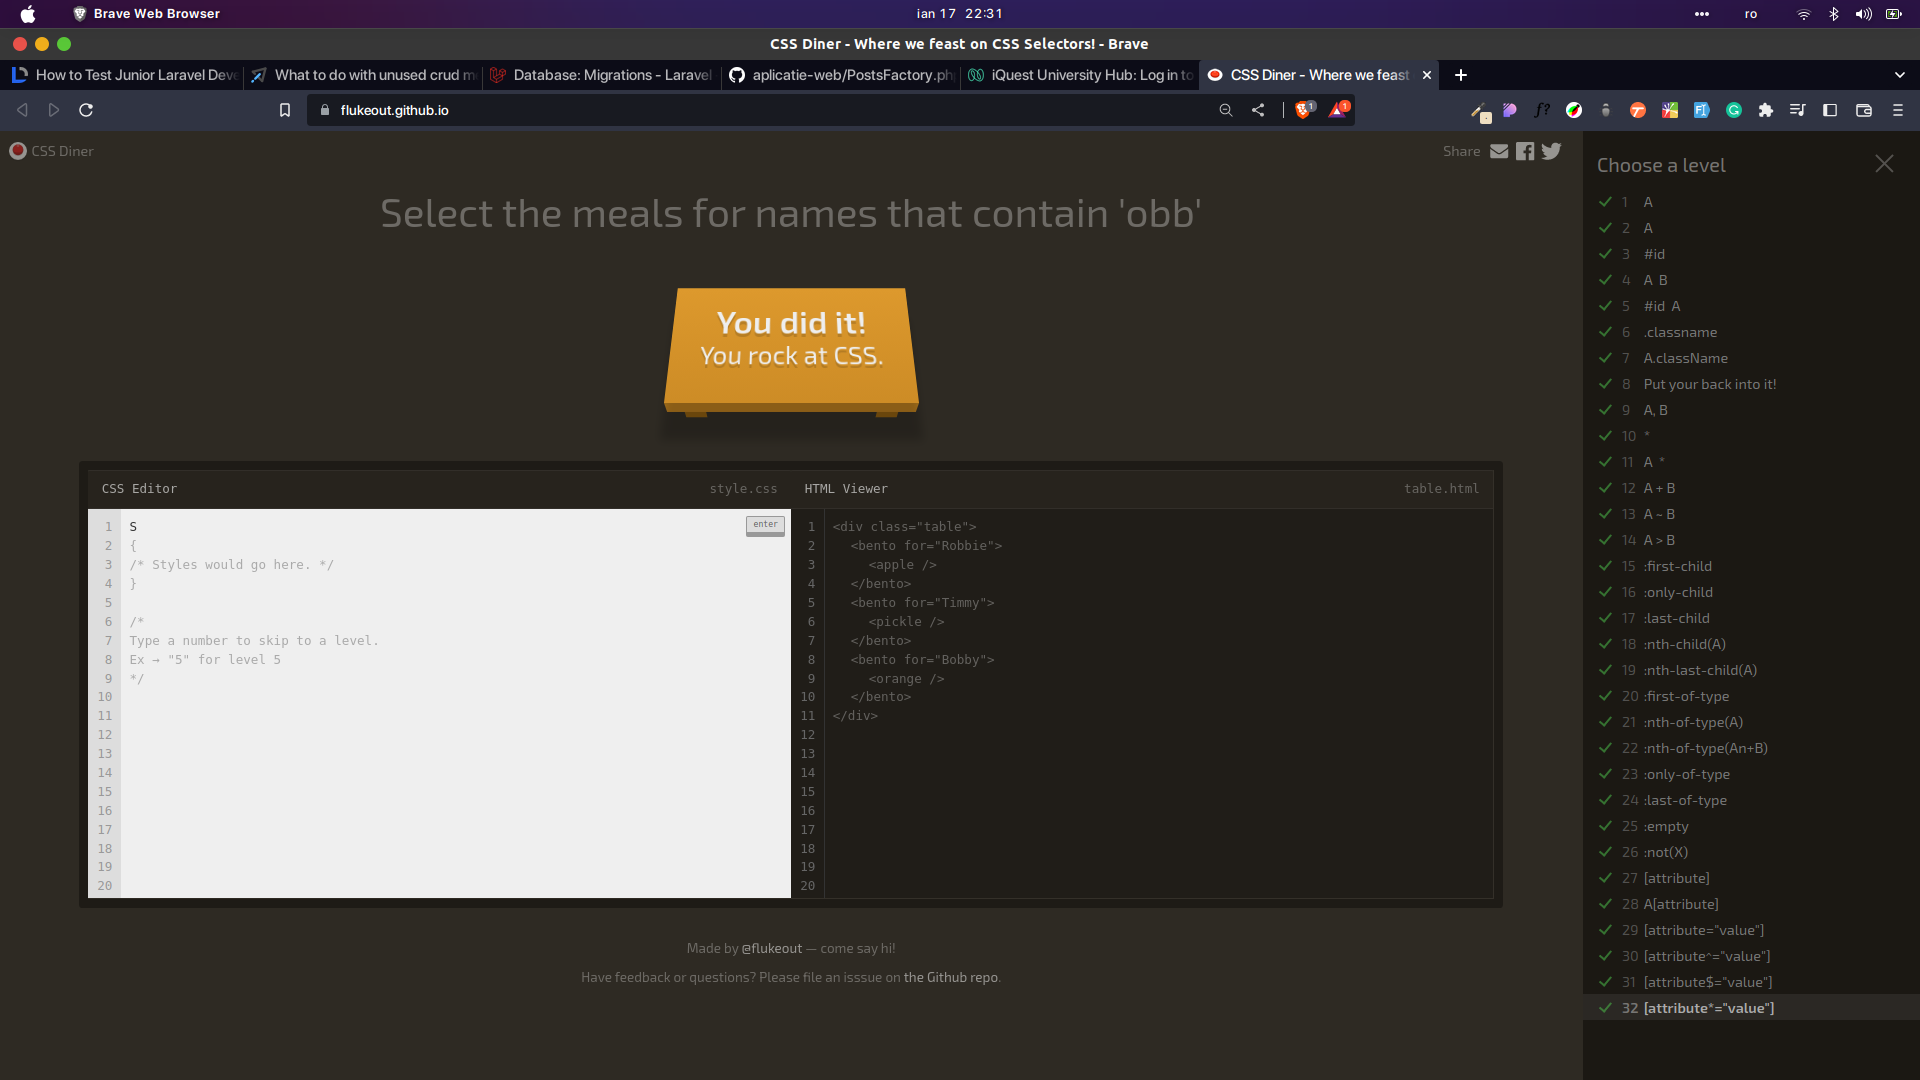 Brave Web Browser
ian 17 22:31
ro
CSS Diner - Where we feast on CSS Selectors! - Brave
How to Test Junior Laravel Deve
What to do with unused crud m
Database: Migrations - Laravel
aplicatie-web/PostsFactory.ph
iQuest University Hub: Log in to
CSS Diner - Where we feast
flukeout.github.io
1
1
CSS Diner
Share
Select the meals for names that contain 'obb'
You did it!
You rock at CSS.
CSS Editor
style.css
1 S
2 {
3 /* Styles would go here. */
4 }
5
6 /*
7 Type a number to skip to a level.
8 Ex → "5" for level 5
9 */
10
11
12
13
14
15
16
17
18
19
20
enter
HTML Viewer
table.html
1 <div class="table">
2 <bento for="Robbie">
3 <apple />
4 </bento>
5 <bento for="Timmy">
6 <pickle />
7 </bento>
8 <bento for="Bobby">
9 <orange />
10 </bento>
11 </div>
12
13
14
15
16
17
18
19
20
Made by @flukeout — come say hi!
Have feedback or questions? Please file an isssue on the Github repo.
Choose a level
1 A
2 A
3 #id
4 A B
5 #id A
6 .classname
7 A.className
8 Put your back into it!
9 A, B
10 *
11 A *
12 A + B
13 A ~ B
14 A > B
15 :first-child
16 :only-child
17 :last-child
18 :nth-child(A)
19 :nth-last-child(A)
20 :first-of-type
21 :nth-of-type(A)
22 :nth-of-type(An+B)
23 :only-of-type
24 :last-of-type
25 :empty
26 :not(X)
27 [attribute]
28 A[attribute]
29 [attribute="value"]
30 [attribute^="value"]
31 [attribute$="value"]
32 [attribute*="value"]